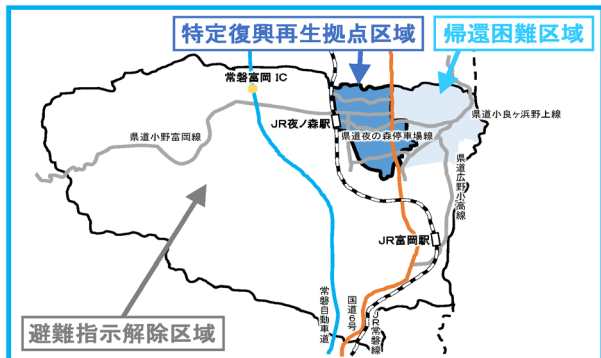 特定復興再生拠点区域
帰還困難区域
常磐富岡 IC
JR夜ノ森駅
県道小良ヶ浜野上線
県道小野富岡線
県道夜の森停車場線
県道広野小高線
JR富岡駅
避難指示解除区域
常磐自動車道
国道6号
JR常磐線